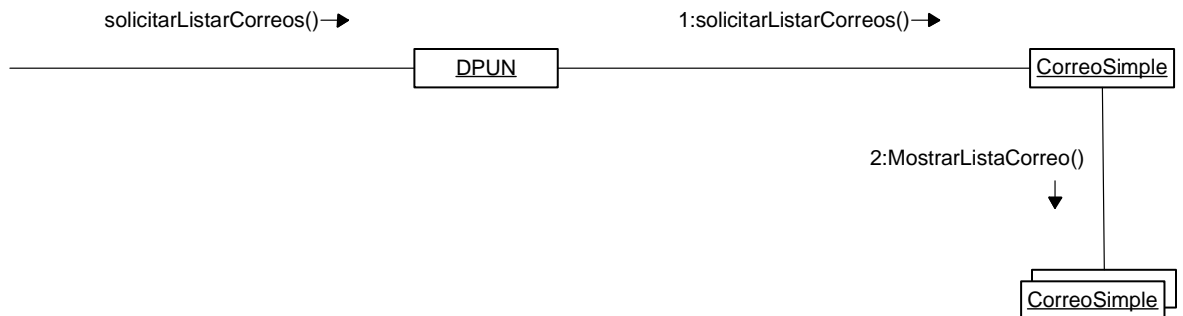 solicitarListarCorreos()
1:solicitarListarCorreos()
DPUN
CorreoSimple
2:MostrarListaCorreo()
CorreoSimple